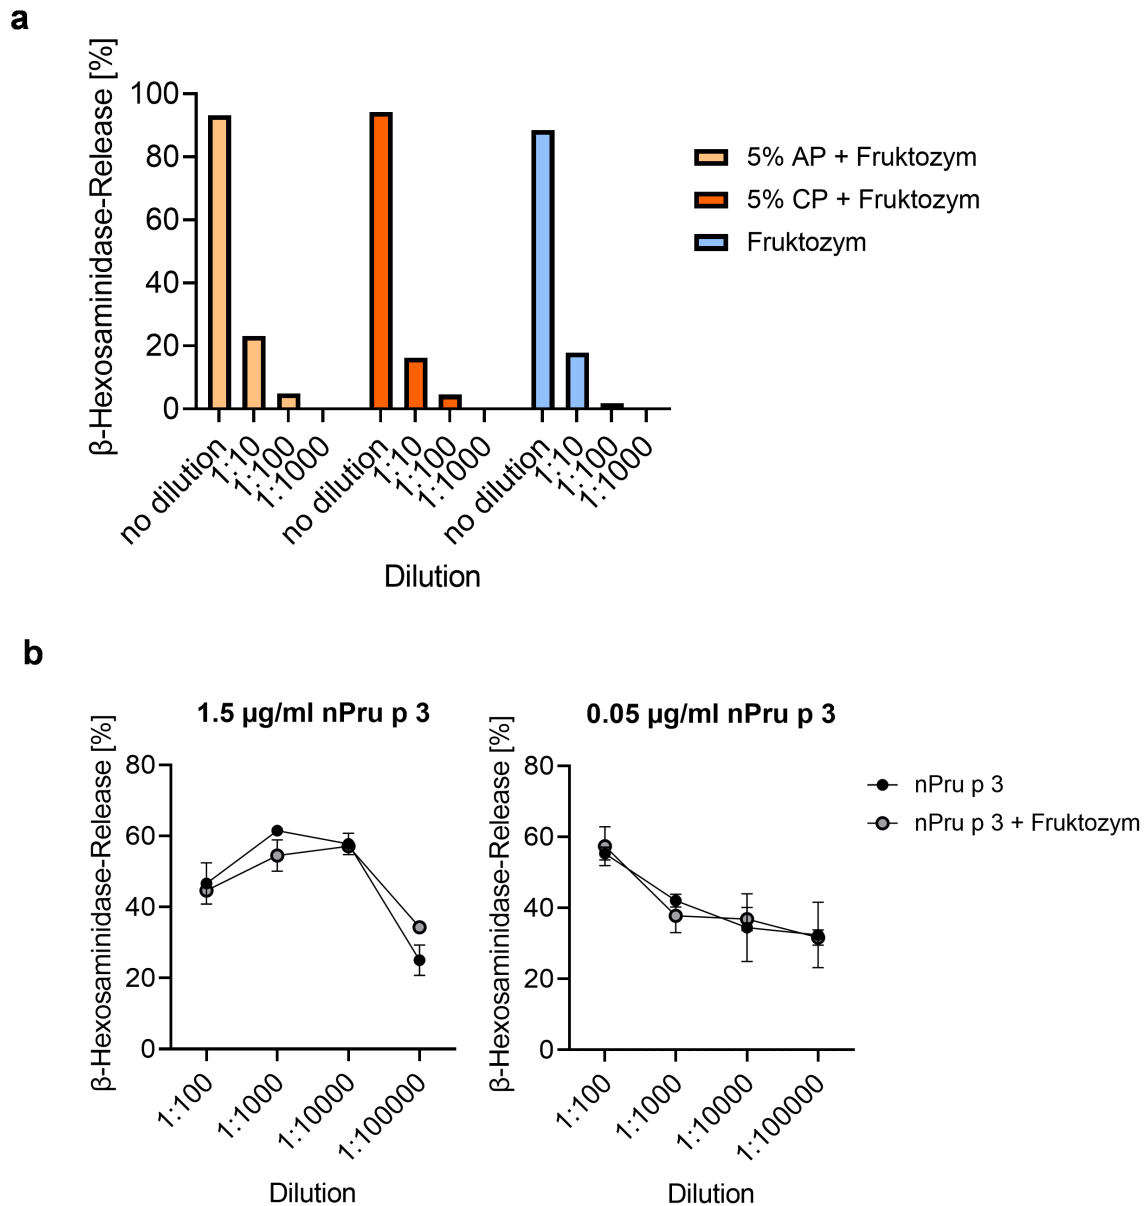 a
β-Hexosaminidase-Release [%]
100
80
60
40
20
0
no dilution
1:10
1:100
1:1000
no dilution
1:10
1:100
1:1000
no dilution
1:10
1:100
1:1000
Dilution
5% AP + Fruktozym
5% CP + Fruktozym
Fruktozym
b
1.5 µg/ml nPru p 3
β-Hexosaminidase-Release [%]
80
60
40
20
0
1:100
1:1000
1:10000
1:100000
Dilution
0.05 µg/ml nPru p 3
β-Hexosaminidase-Release [%]
80
60
40
20
0
1:100
1:1000
1:10000
1:100000
Dilution
nPru p 3
nPru p 3 + Fruktozym